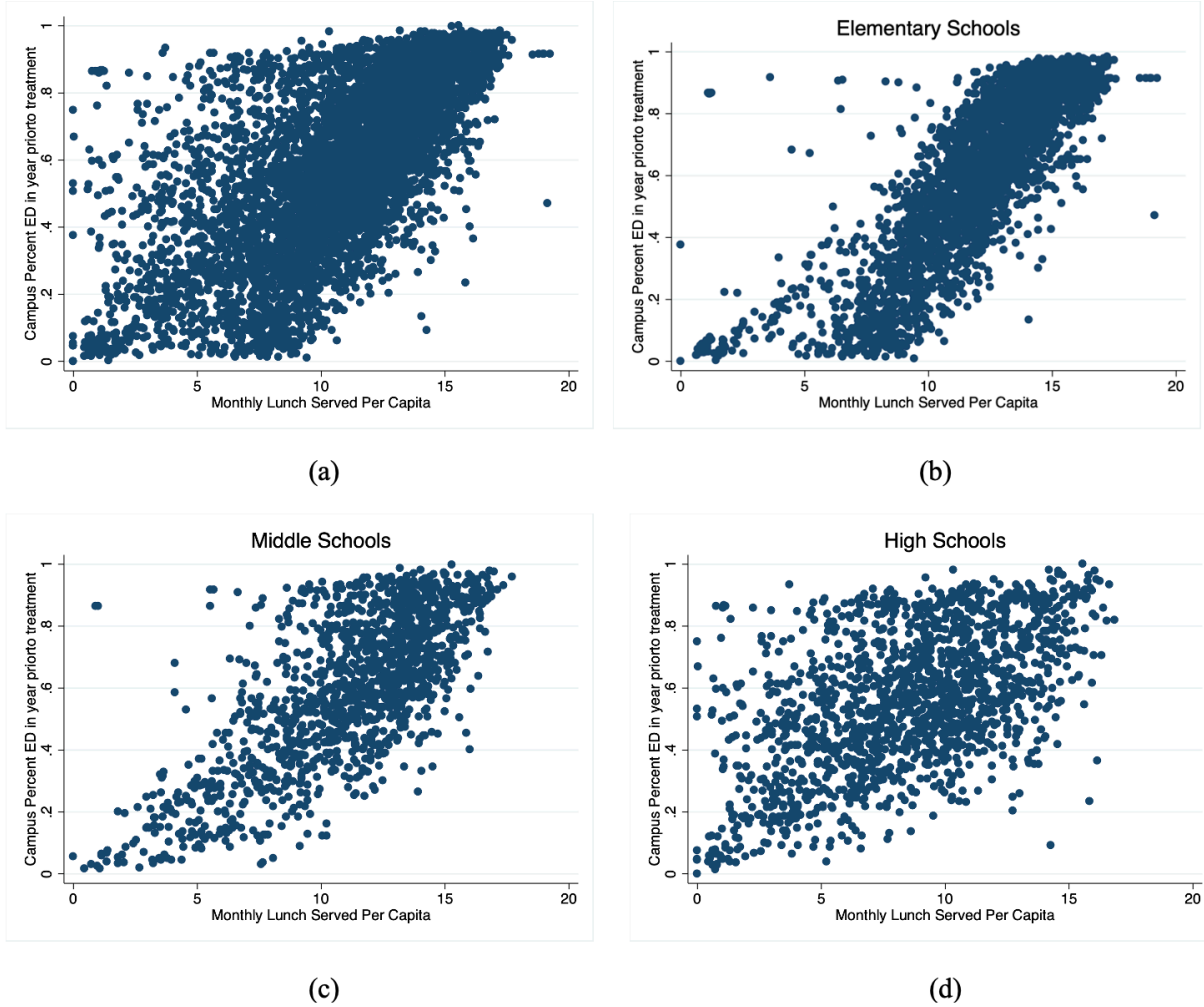 Campus Percent ED in year priorto treatment
1
.8
.6
.4
.2
0
0 5 10 15 20
Monthly Lunch Served Per Capita
(a)
Elementary Schools
Campus Percent ED in year priorto treatment
1
.8
.6
.4
.2
0
0 5 10 15 20
Monthly Lunch Served Per Capita
(b)
Middle Schools
Campus Percent ED in year priorto treatment
1
.8
.6
.4
.2
0
0 5 10 15 20
Monthly Lunch Served Per Capita
(c)
High Schools
Campus Percent ED in year priorto treatment
1
.8
.6
.4
.2
0
0 5 10 15 20
Monthly Lunch Served Per Capita
(d)